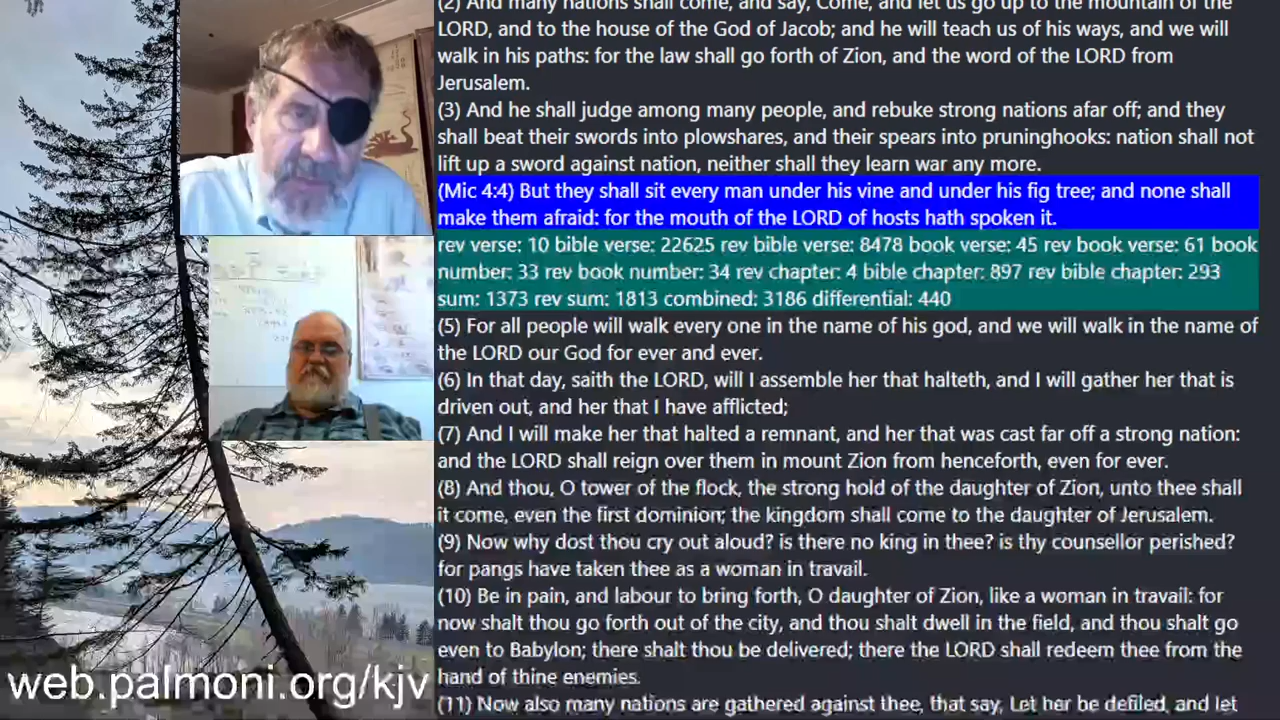 (2) And many nations shall come, and say, Come, and let us go up to the mountain of the
LORD, and to the house of the God of Jacob; and he will teach us of his ways, and we will
walk in his paths: for the law shall go forth of Zion, and the word of the LORD from
Jerusalem.
(3) And he shall judge among many people, and rebuke strong nations afar off; and they
shall beat their swords into plowshares, and their spears into pruninghooks: nation shall not
lift up a sword against nation, neither shall they learn war any more.
(Mic 4:4) But they shall sit every man under his vine and under his fig tree; and none shall
make them afraid: for the mouth of the LORD of hosts hath spoken it.
rev verse: 10 bible verse: 22625 rev bible verse: 8478 book verse: 45 rev book verse: 61 book
number: 33 rev book number: 34 rev chapter: 4 bible chapter: 897 rev bible chapter: 293
sum: 1373 rev sum: 1813 combined: 3186 differential: 440
(5) For all people will walk every one in the name of his god, and we will walk in the name of
the LORD our God for ever and ever.
(6) In that day, saith the LORD, will I assemble her that halteth, and I will gather her that is
driven out, and her that I have afflicted;
(7) And I will make her that halted a remnant, and her that was cast far off a strong nation:
and the LORD shall reign over them in mount Zion from henceforth, even for ever.
(8) And thou, O tower of the flock, the strong hold of the daughter of Zion, unto thee shall
it come, even the first dominion; the kingdom shall come to the daughter of Jerusalem.
(9) Now why dost thou cry out aloud? is there no king in thee? is thy counsellor perished?
for pangs have taken thee as a woman in travail.
(10) Be in pain, and labour to bring forth, O daughter of Zion, like a woman in travail: for
now shalt thou go forth out of the city, and thou shalt dwell in the field, and thou shalt go
even to Babylon; there shalt thou be delivered; there the LORD shall redeem thee from the
hand of thine enemies.
(11) Now also many nations are gathered against thee, that say, Let her be defiled, and let
web.palmoni.org/kjv